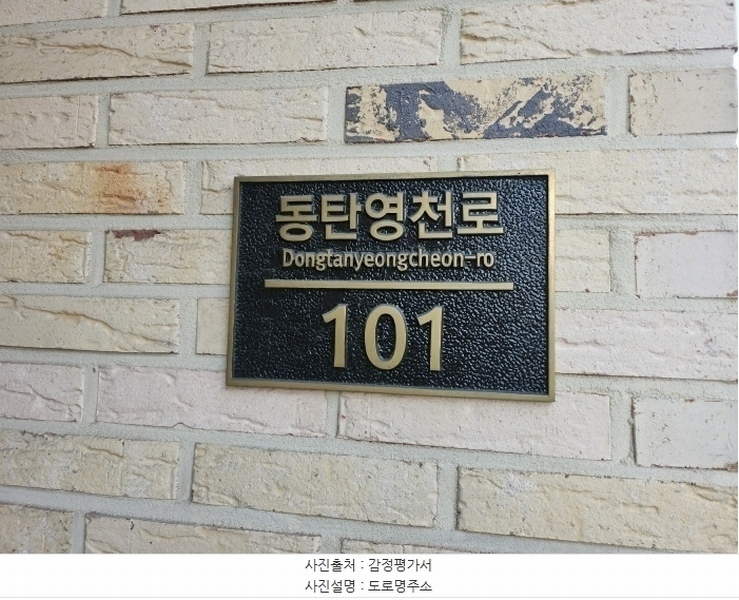 동탄영천로
Dongtanyeongcheon-ro
101
사진출처 : 감정평가서
사진설명 : 도로명주소